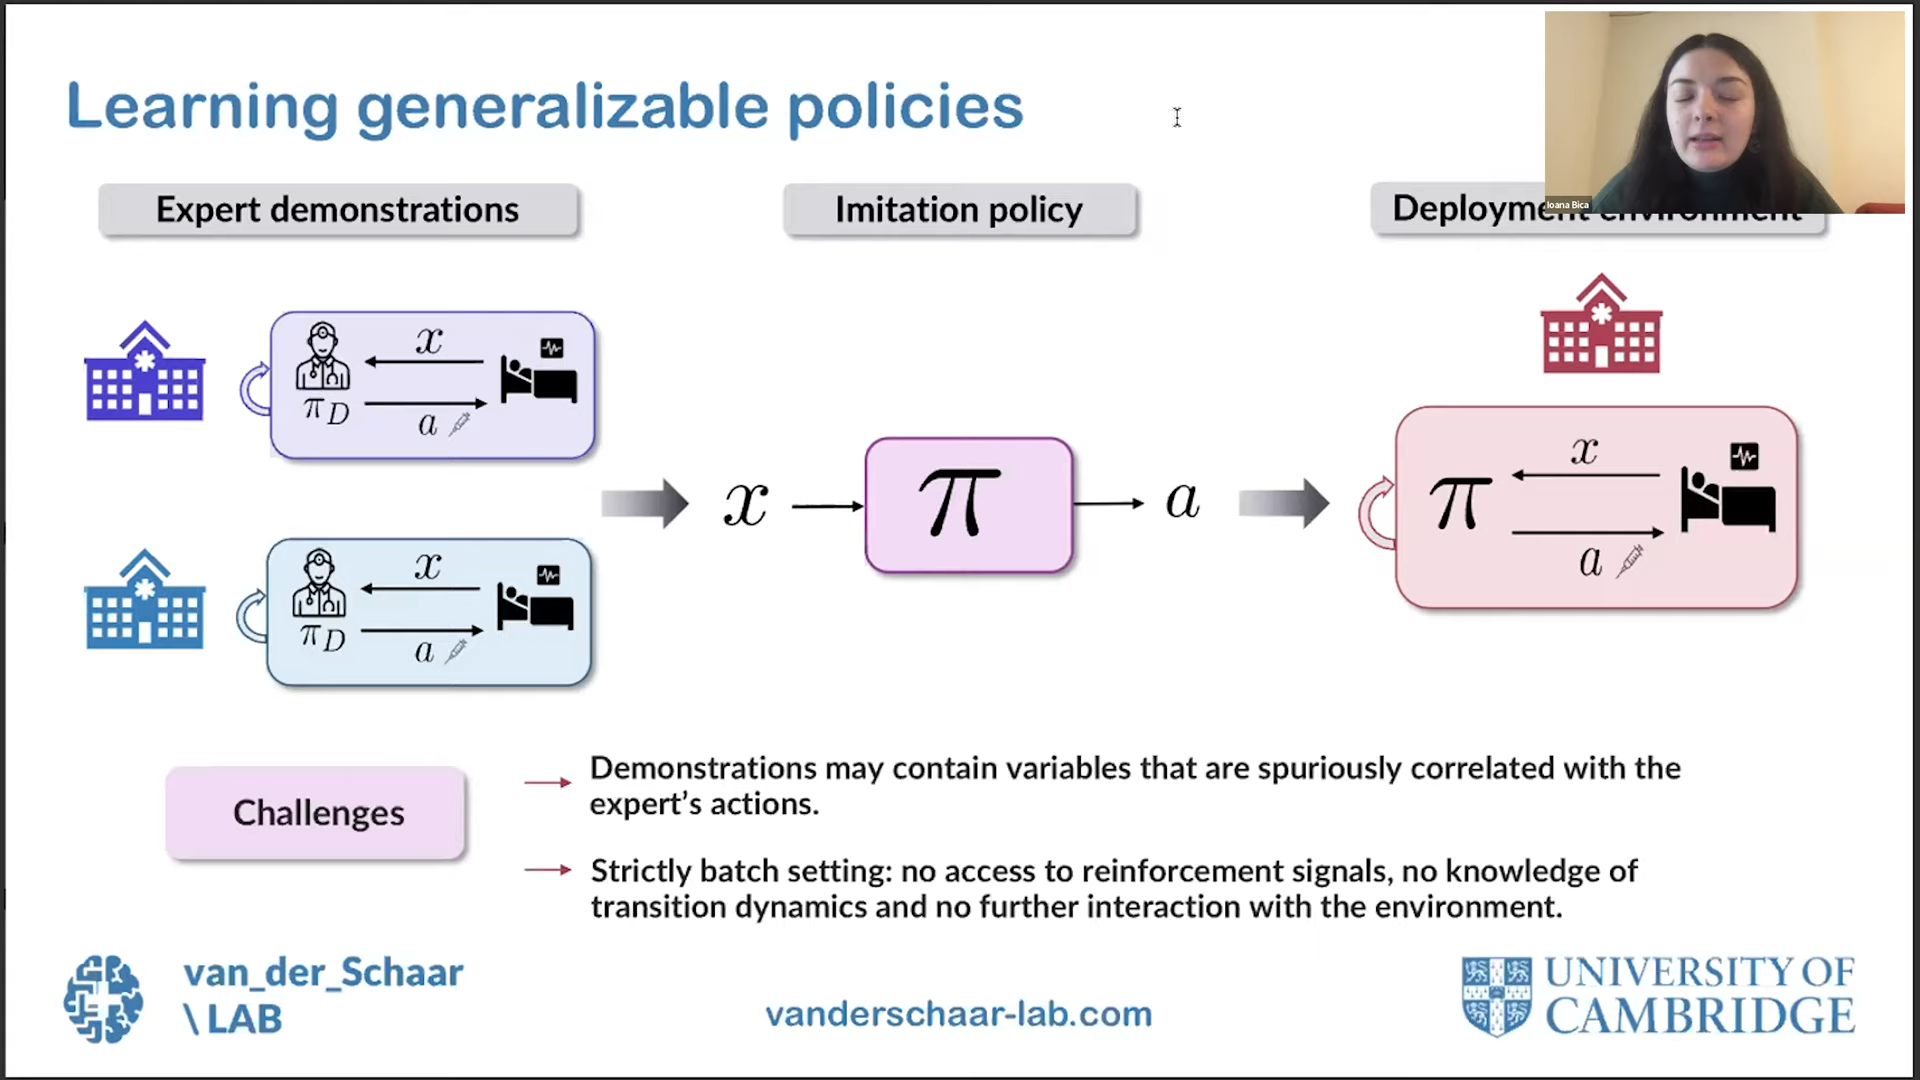 Learning generalizable policies
Ioana Bica
Expert demonstrations
Imitation policy
Deployment environment
x
π_D
a
x
π_D
a
x
π
a
x
π
a
Challenges
Demonstrations may contain variables that are spuriously correlated with the
expert’s actions.
Strictly batch setting: no access to reinforcement signals, no knowledge of
transition dynamics and no further interaction with the environment.
van_der_Schaar
\ LAB
vanderschaar-lab.com
UNIVERSITY OF
CAMBRIDGE